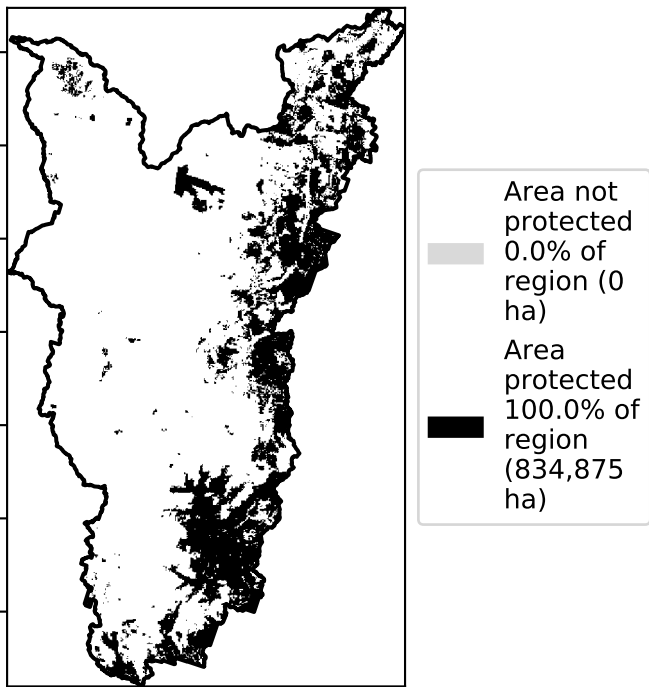 Area not
protected
0.0% of
region (0
ha)
Area
protected
100.0% of
region
(834,875
ha)